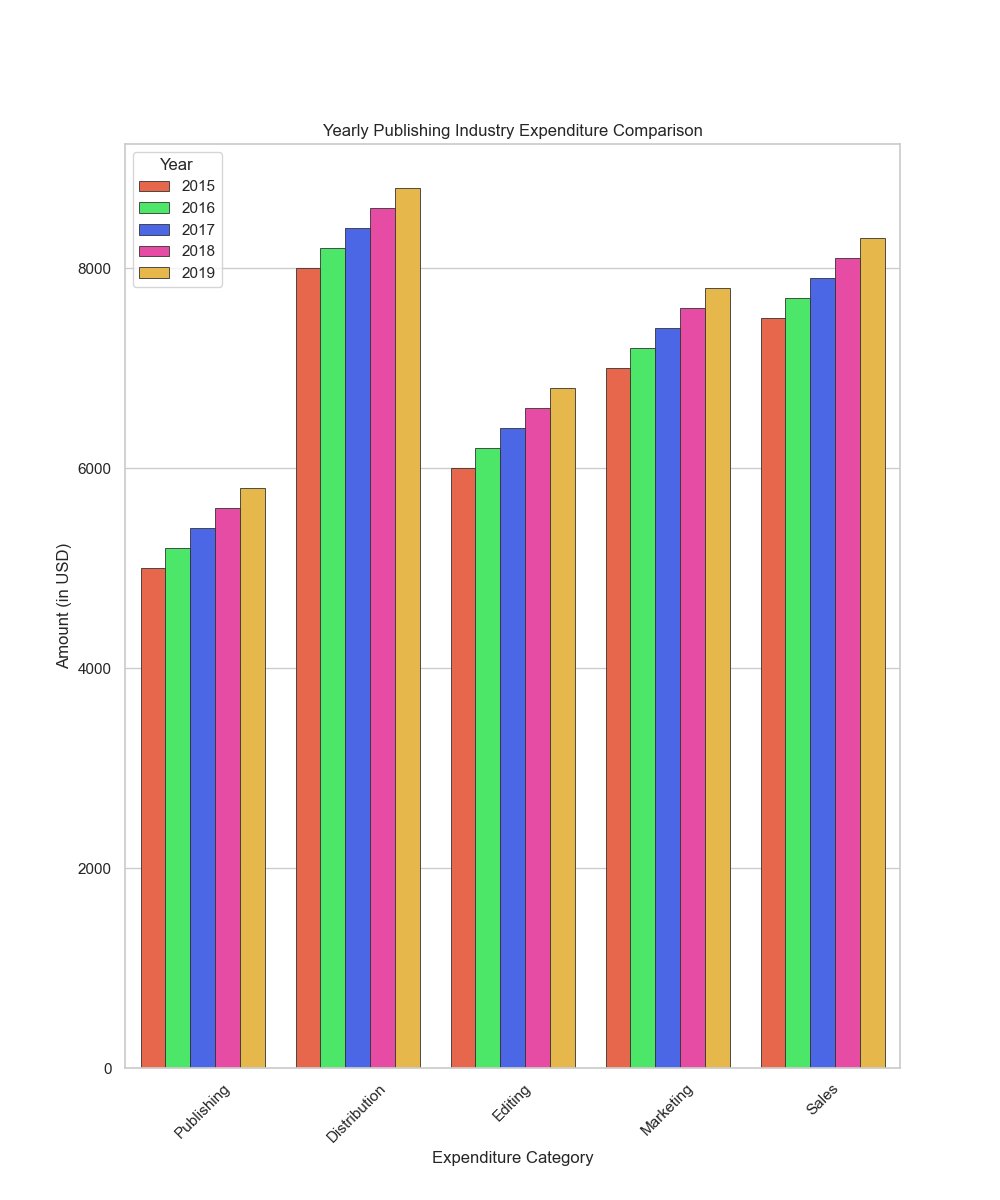 Yearly Publishing Industry Expenditure Comparison
Year
2015
2016
2017
2018
2019
8000
6000
4000
2000
0
Amount (in USD)
Publishing
Distribution
Editing
Marketing
Sales
Expenditure Category